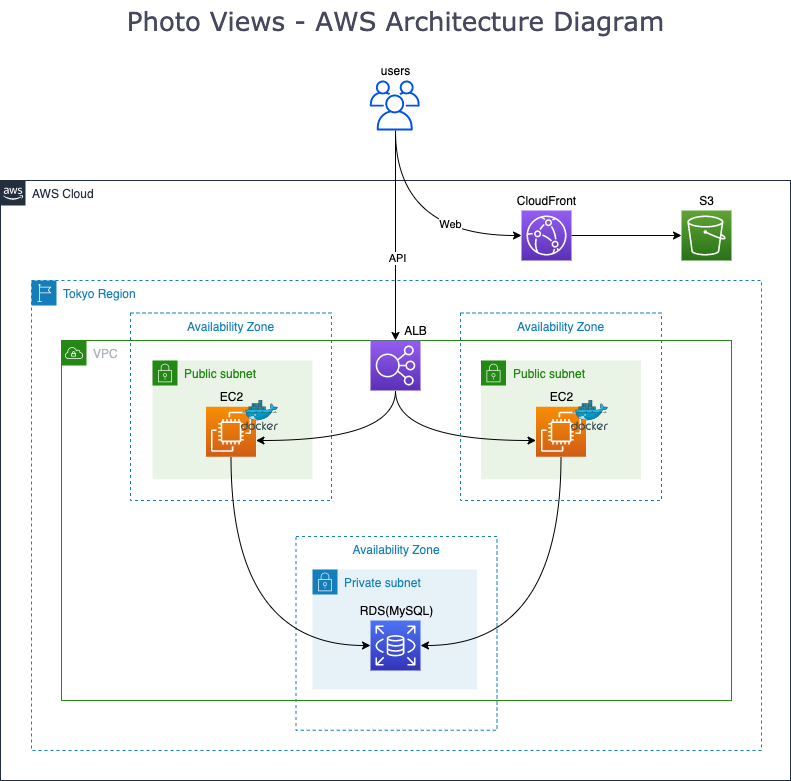 Photo Views - AWS Architecture Diagram
users
aws
AWS Cloud
CloudFront
S3
Web
API
Tokyo Region
Availability Zone
Availability Zone
ALB
VPC
Public subnet
Public subnet
EC2
EC2
docker
docker
Availability Zone
Private subnet
RDS(MySQL)